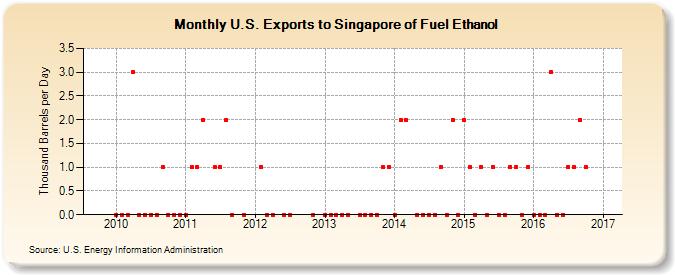 Monthly U.S. Exports to Singapore of Fuel Ethanol
Thousand Barrels per Day
3.5
3.0
2.5
2.0
1.5
1.0
0.5
0.0
2010 2011 2012 2013 2014 2015 2016 2017
Source: U.S. Energy Information Administration